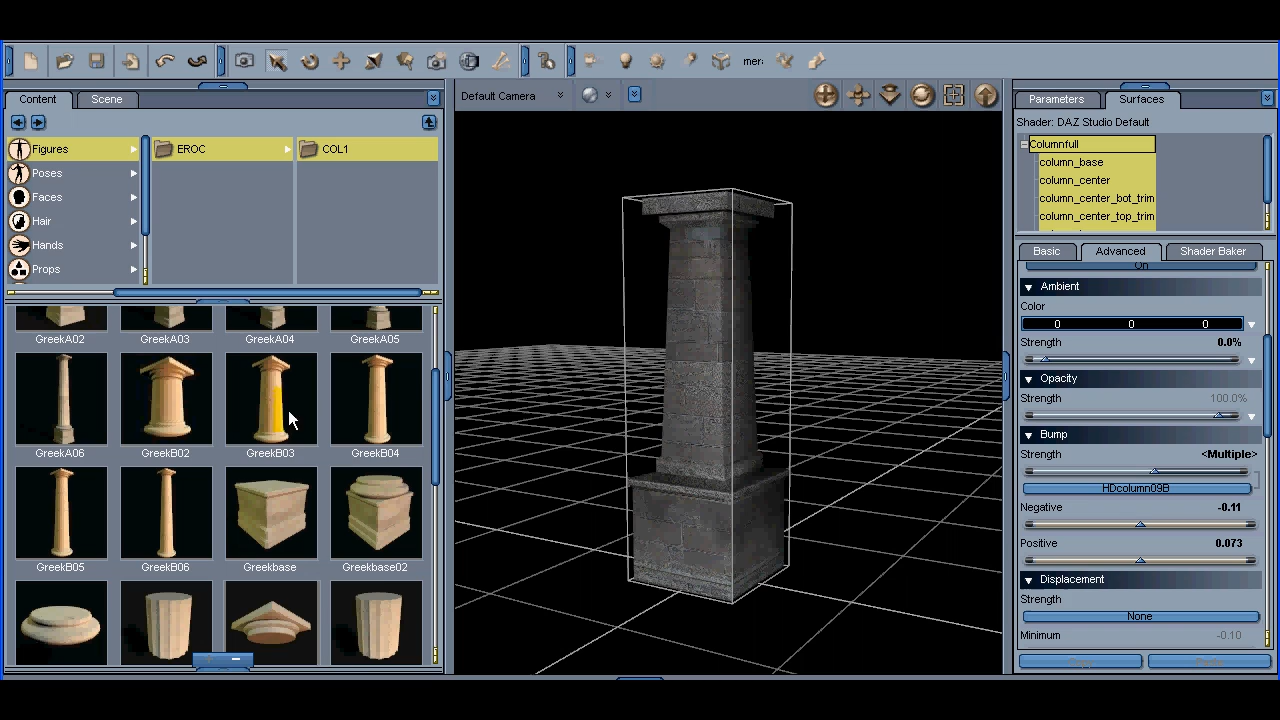 mer:
Content
Scene
Figures
Poses
Faces
Hair
Hands
Props
EROC
COL1
GreekA02
GreekA03
GreekA04
GreekA05
GreekA06
GreekB02
GreekB03
GreekB04
GreekB05
GreekB06
Greekbase
Greekbase02
Default Camera
Parameters
Surfaces
Shader: DAZ Studio Default
Columnfull
column_base
column_center
column_center_bot_trim
column_center_top_trim
Basic
Advanced
Shader Baker
On
Ambient
Color
0 0 0
Strength 0.0%
Opacity
Strength 100.0%
Bump
Strength <Multiple>
HDcolumn09B
Negative -0.11
Positive 0.073
Displacement
Strength
None
Minimum -0.10